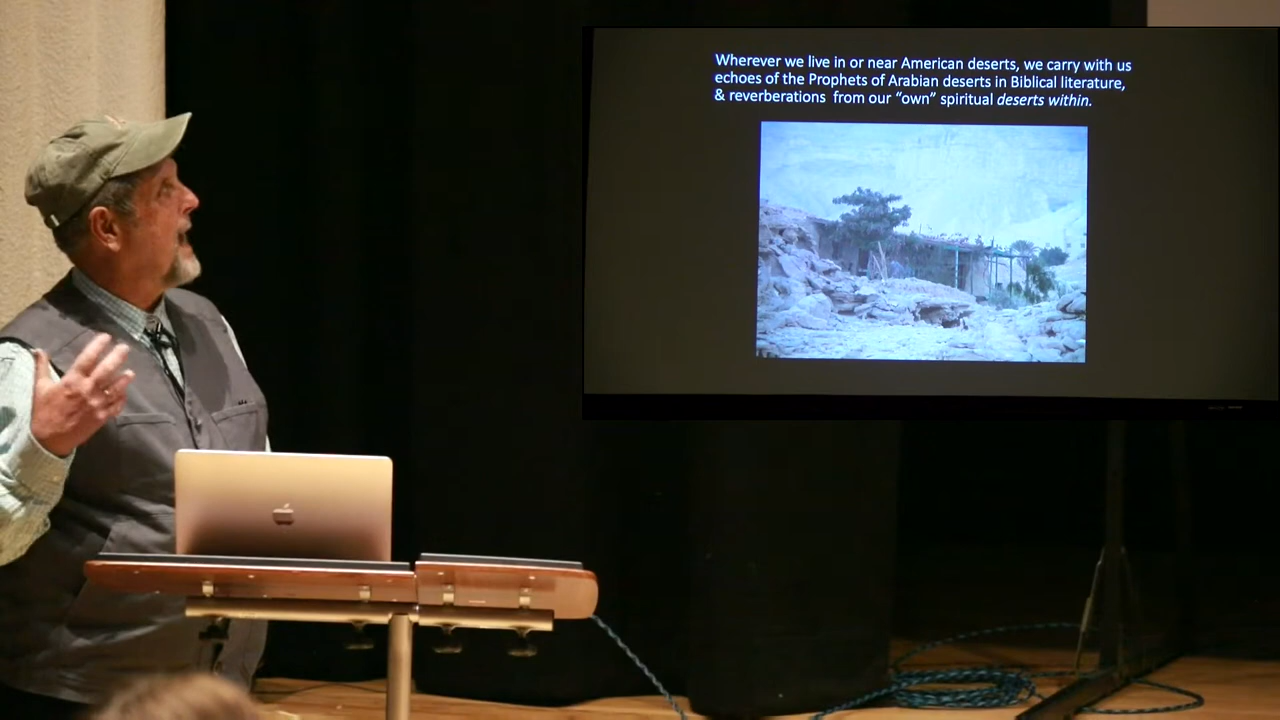 Wherever we live in or near American deserts, we carry with us
echoes of the Prophets of Arabian deserts in Biblical literature,
& reverberations  from our “own” spiritual deserts within.